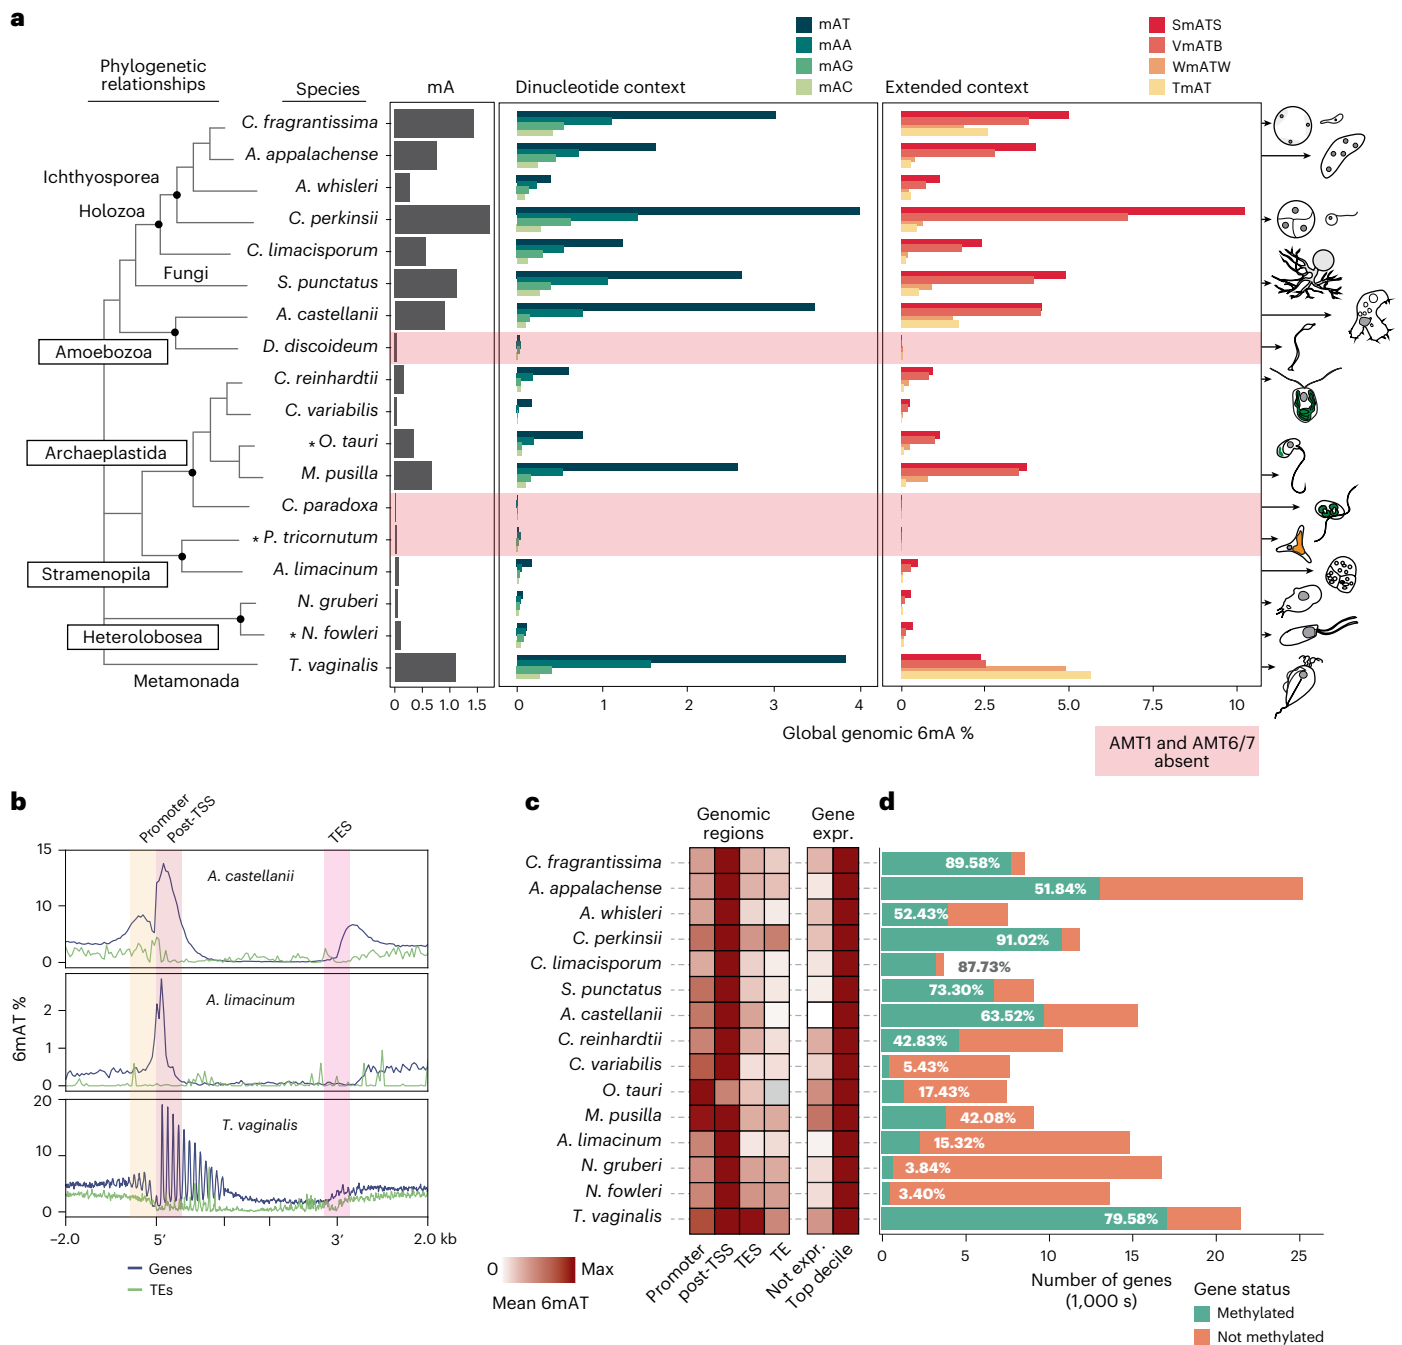 a
mAT
mAA
mAG
mAC
SmATS
VmATB
WmATW
TmAT
Phylogenetic
relationships
Species
mA
Dinucleotide context
Extended context
C. fragrantissima
A. appalachense
Ichthyosporea
A. whisleri
Holozoa
C. perkinsii
C. limacisporum
Fungi
S. punctatus
A. castellanii
Amoebozoa
D. discoideum
C. reinhardtii
C. variabilis
Archaeplastida
* O. tauri
M. pusilla
C. paradoxa
* P. tricornutum
Stramenopila
A. limacinum
N. gruberi
Heterolobosea
* N. fowleri
T. vaginalis
Metamonada
0 0.5 1.0 1.5
0 1 2 3 4
0 2.5 5.0 7.5 10
Global genomic 6mA %
AMT1 and AMT6/7
absent
b
Promoter
Post-TSS
TES
15
10
0
A. castellanii
2
1
0
A. limacinum
20
10
0
T. vaginalis
6mAT %
–2.0 5′ 3′ 2.0 kb
Genes
TEs
c
Genomic
regions
Gene
expr.
C. fragrantissima
A. appalachense
A. whisleri
C. perkinsii
C. limacisporum
S. punctatus
A. castellanii
C. reinhardtii
C. variabilis
O. tauri
M. pusilla
A. limacinum
N. gruberi
N. fowleri
T. vaginalis
Promoter
post-TSS
TES
TE
Not expr.
Top decile
0 Max
Mean 6mAT
d
89.58%
51.84%
52.43%
91.02%
87.73%
73.30%
63.52%
42.83%
5.43%
17.43%
42.08%
15.32%
3.84%
3.40%
79.58%
0 5 10 15 20 25
Number of genes
(1,000 s)
Gene status
Methylated
Not methylated